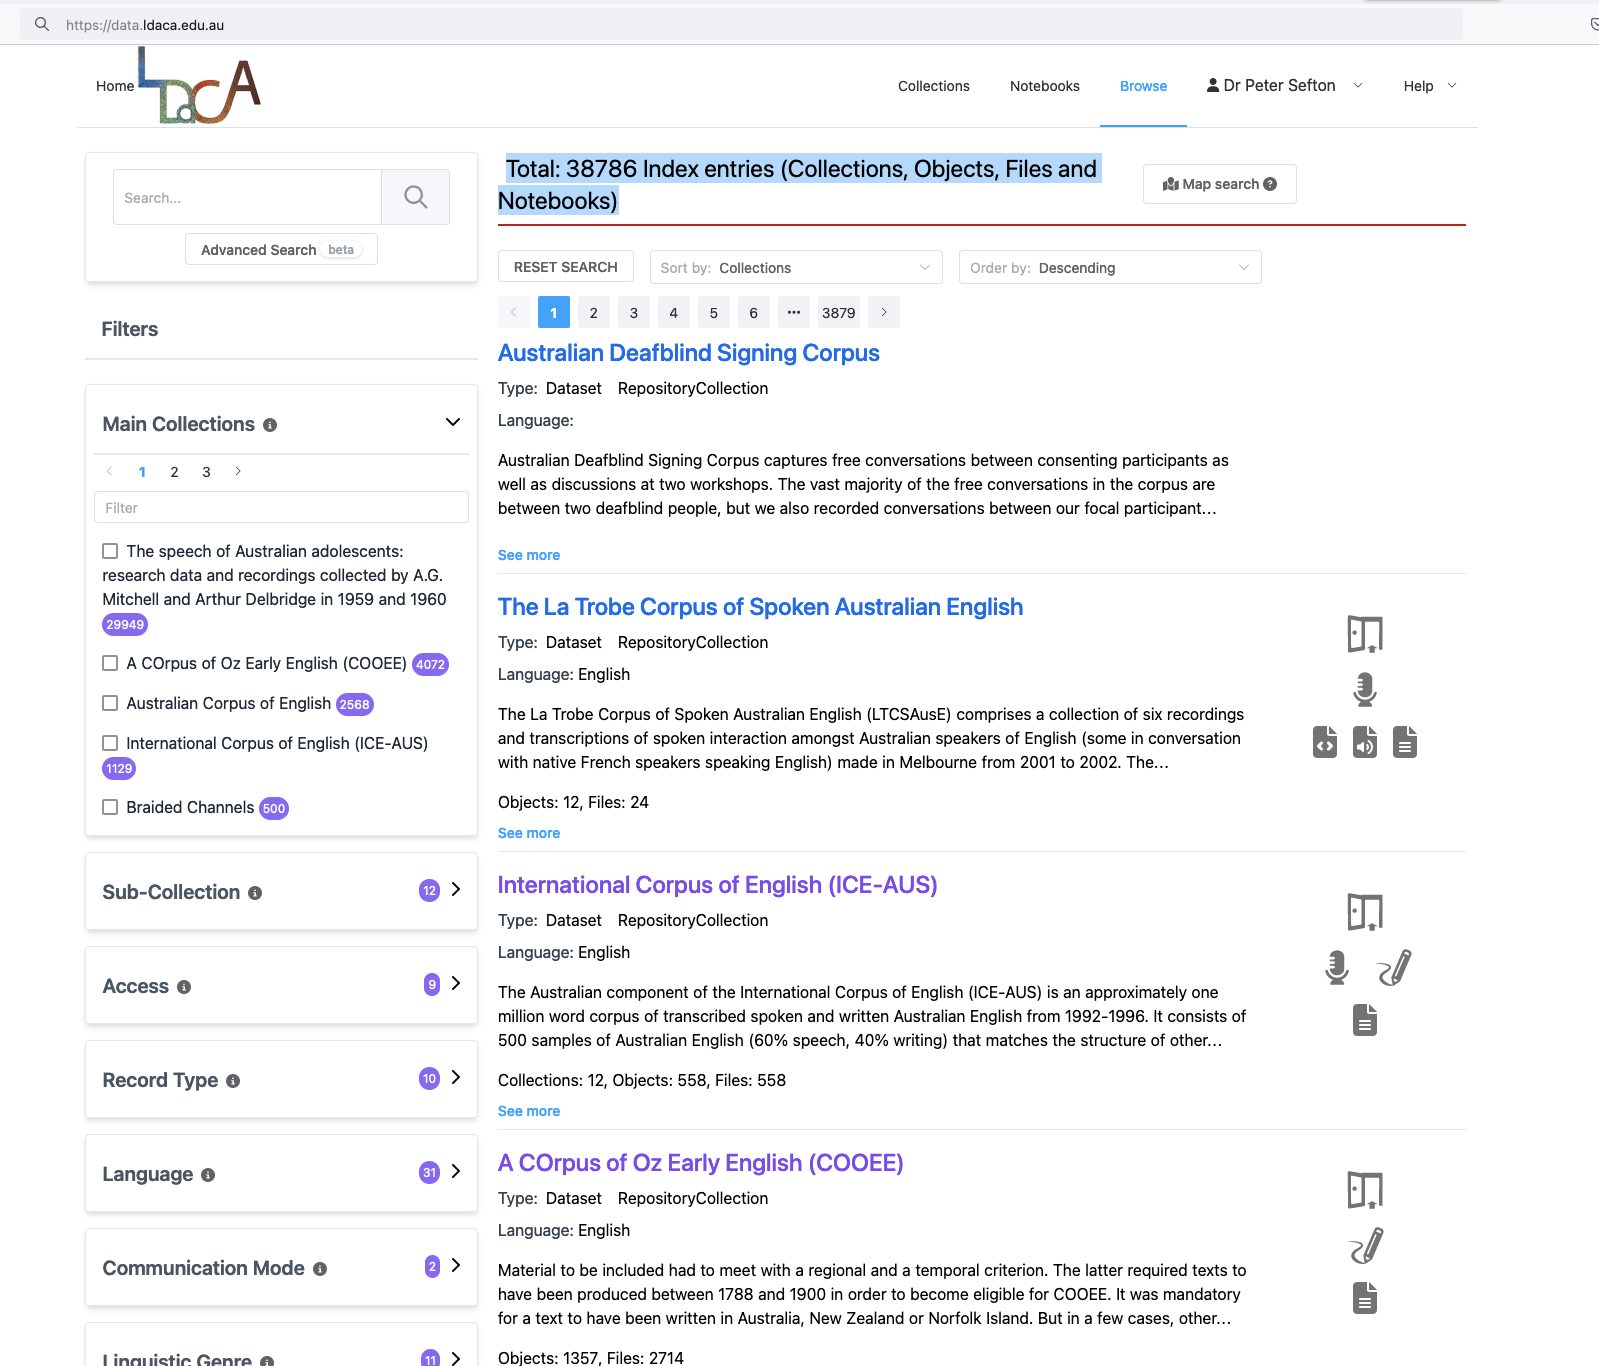 https://data.ldaca.edu.au
Home
LDaCA
Collections
Notebooks
Browse
Dr Peter Sefton
Help
Search...
Advanced Search beta
Filters
Main Collections
1 2 3
Filter
The speech of Australian adolescents:
research data and recordings collected by A.G.
Mitchell and Arthur Delbridge in 1959 and 1960
29949
A COrpus of Oz Early English (COOEE) 4072
Australian Corpus of English 2568
International Corpus of English (ICE-AUS)
1129
Braided Channels 500
Sub-Collection 12
Access 9
Record Type 10
Language 31
Communication Mode 2
Linguistic Genre 11
Total: 38786 Index entries (Collections, Objects, Files and
Notebooks)
Map search
RESET SEARCH
Sort by: Collections
Order by: Descending
1 2 3 4 5 6 ••• 3879
Australian Deafblind Signing Corpus
Type: Dataset RepositoryCollection
Language:
Australian Deafblind Signing Corpus captures free conversations between consenting participants as
well as discussions at two workshops. The vast majority of the free conversations in the corpus are
between two deafblind people, but we also recorded conversations between our focal participant...
See more
The La Trobe Corpus of Spoken Australian English
Type: Dataset RepositoryCollection
Language: English
The La Trobe Corpus of Spoken Australian English (LTCSAusE) comprises a collection of six recordings
and transcriptions of spoken interaction amongst Australian speakers of English (some in conversation
with native French speakers speaking English) made in Melbourne from 2001 to 2002. The...
Objects: 12, Files: 24
See more
International Corpus of English (ICE-AUS)
Type: Dataset RepositoryCollection
Language: English
The Australian component of the International Corpus of English (ICE-AUS) is an approximately one
million word corpus of transcribed spoken and written Australian English from 1992-1996. It consists of
500 samples of Australian English (60% speech, 40% writing) that matches the structure of other...
Collections: 12, Objects: 558, Files: 558
See more
A COrpus of Oz Early English (COOEE)
Type: Dataset RepositoryCollection
Language: English
Material to be included had to meet with a regional and a temporal criterion. The latter required texts to
have been produced between 1788 and 1900 in order to become eligible for COOEE. It was mandatory
for a text to have been written in Australia, New Zealand or Norfolk Island. But in a few cases, other...
Objects: 1357, Files: 2714